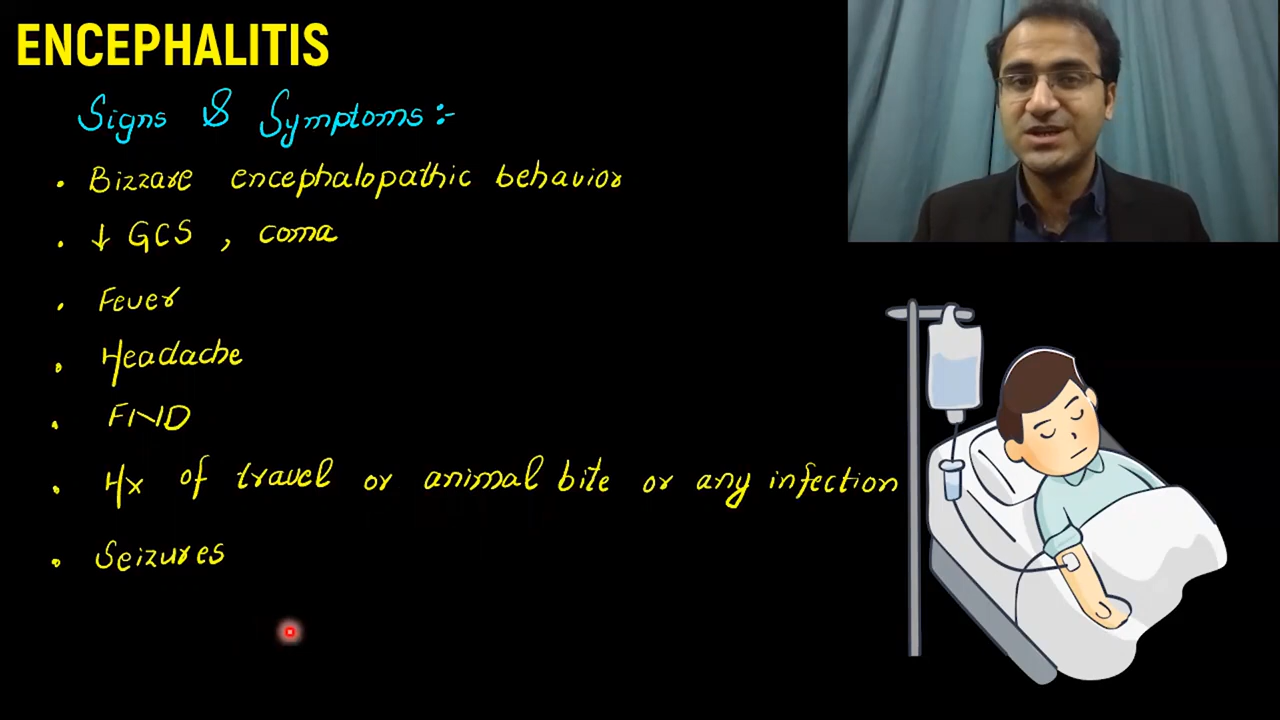 ENCEPHALITIS
Signs & Symptoms:-
• Bizzare encephalopathic behavior
• ↓ GCS, coma
• Fever
• Headache
• FND
• Hx of travel or animal bite or any infection
• Seizures